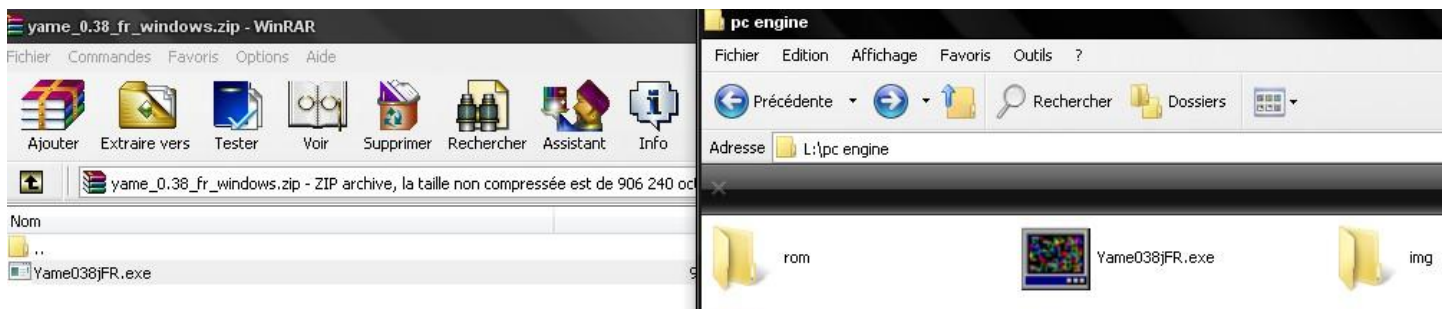 yame_0.38_fr_windows.zip - WinRAR
Fichier Commandes Favoris Options Aide
Ajouter Extraire vers Tester Voir Supprimer Rechercher Assistant Info
yame_0.38_fr_windows.zip - ZIP archive, la taille non compressée est de 906 240 oct
Nom
..
Yame038jFR.exe 9
pc engine
Fichier Edition Affichage Favoris Outils ?
Précédente Rechercher Dossiers
Adresse L:\pc engine
rom Yame038jFR.exe img